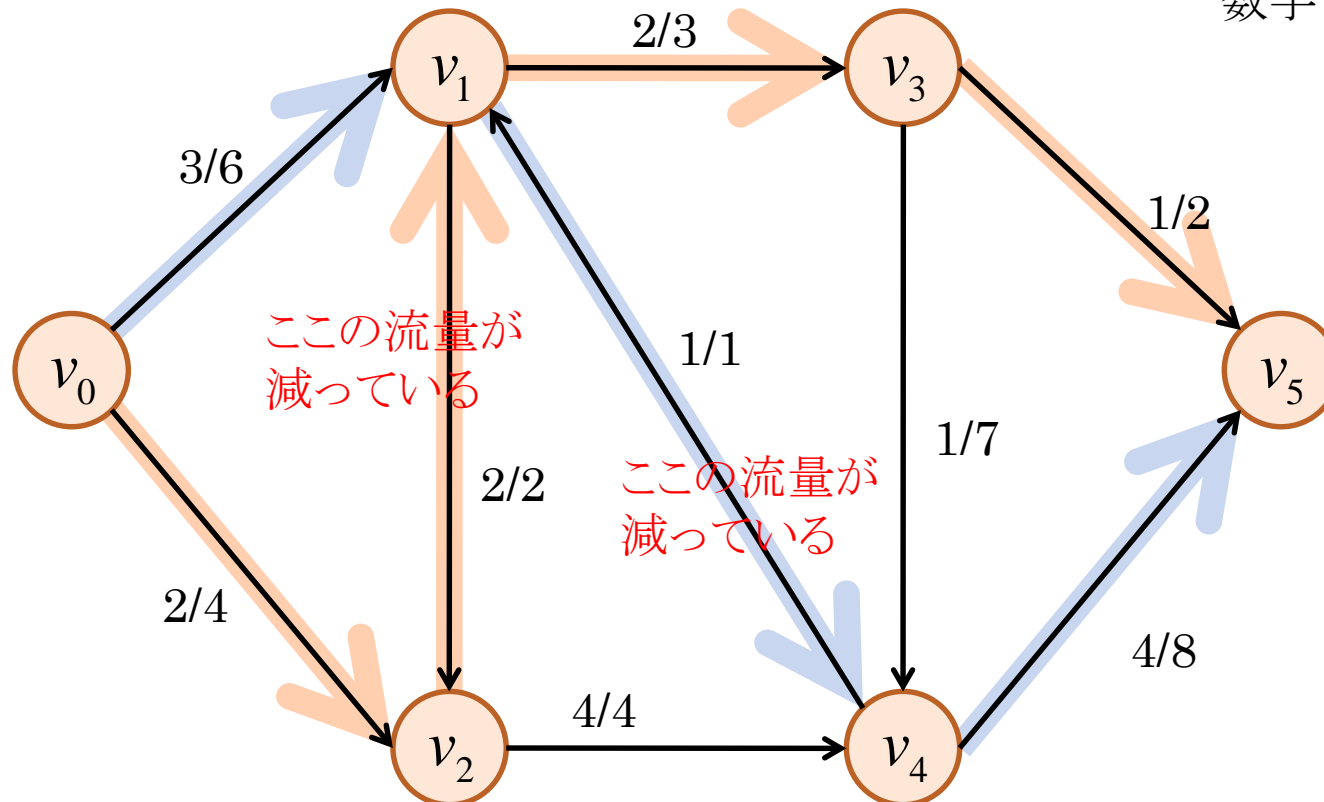 数字
2/3
v1
v3
3/6
1/2
ここの流量が
減っている
1/1
v0
v5
1/7
ここの流量が
減っている
2/2
2/4
4/8
4/4
v2
v4